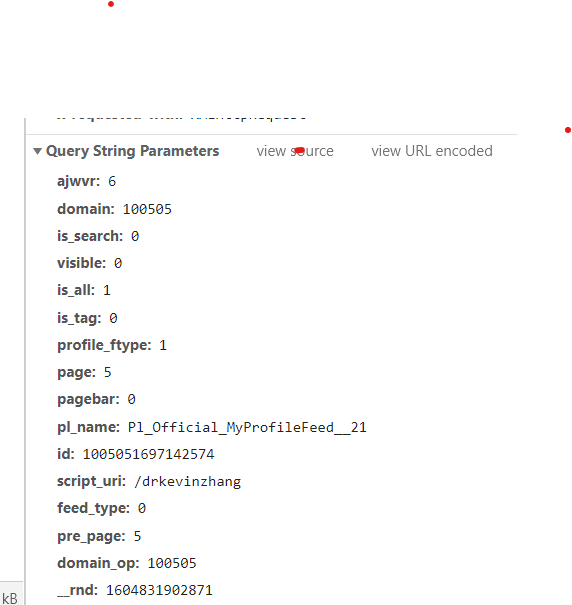 Query String Parameters view source view URL encoded
ajwvr: 6
domain: 100505
is_search: 0
visible: 0
is_all: 1
is_tag: 0
profile_ftype: 1
page: 5
pagebar: 0
pl_name: Pl_Official_MyProfileFeed__21
id: 1005051697142574
script_uri: /drkevinzhang
feed_type: 0
pre_page: 5
domain_op: 100505
__rnd: 1604831902871
kB